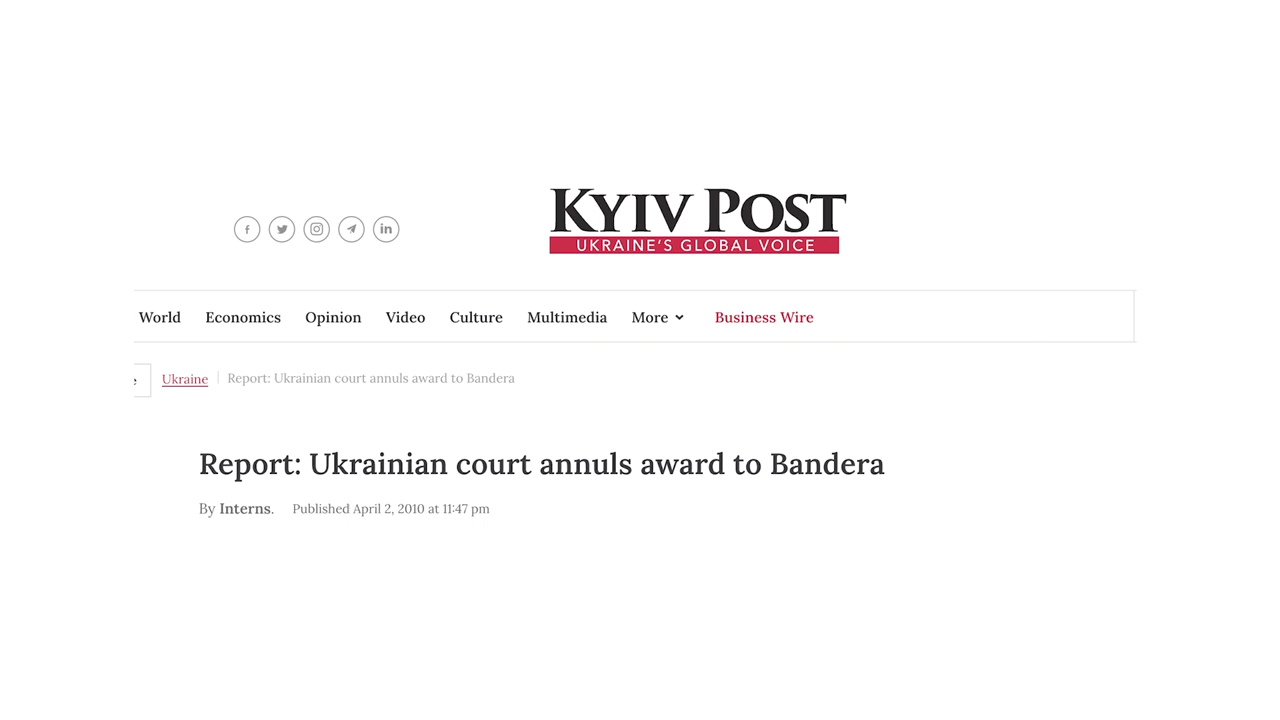 KYIV POST
UKRAINE'S GLOBAL VOICE
World Economics Opinion Video Culture Multimedia More Business Wire
e Ukraine Report: Ukrainian court annuls award to Bandera
Report: Ukrainian court annuls award to Bandera
By Interns. Published April 2, 2010 at 11:47 pm